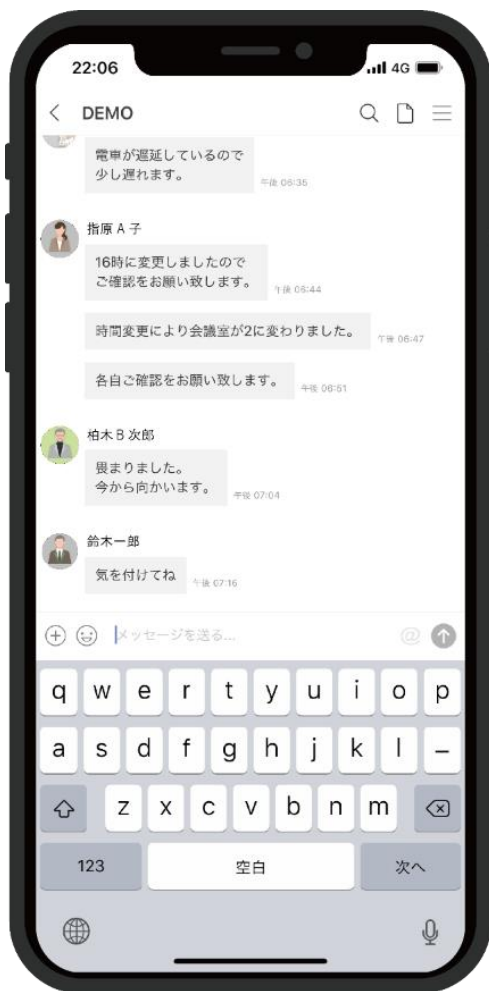 22:06
4G
DEMO
電車が遅延しているので
少し遅れます。
午後 06:35
指原 A 子
16時に変更しましたので
ご確認をお願い致します。
午後 06:44
時間変更により会議室が2に変わりました。
午後 06:47
各自ご確認をお願い致します。
午後 06:51
柏木 B 次郎
畏まりました。
今から向かいます。
午後 07:04
鈴木一郎
気を付けてね
午後 07:16
メッセージを送る...
@
q w e r t y u i o p
a s d f g h j k l ー
z x c v b n m
123 空白 次へ